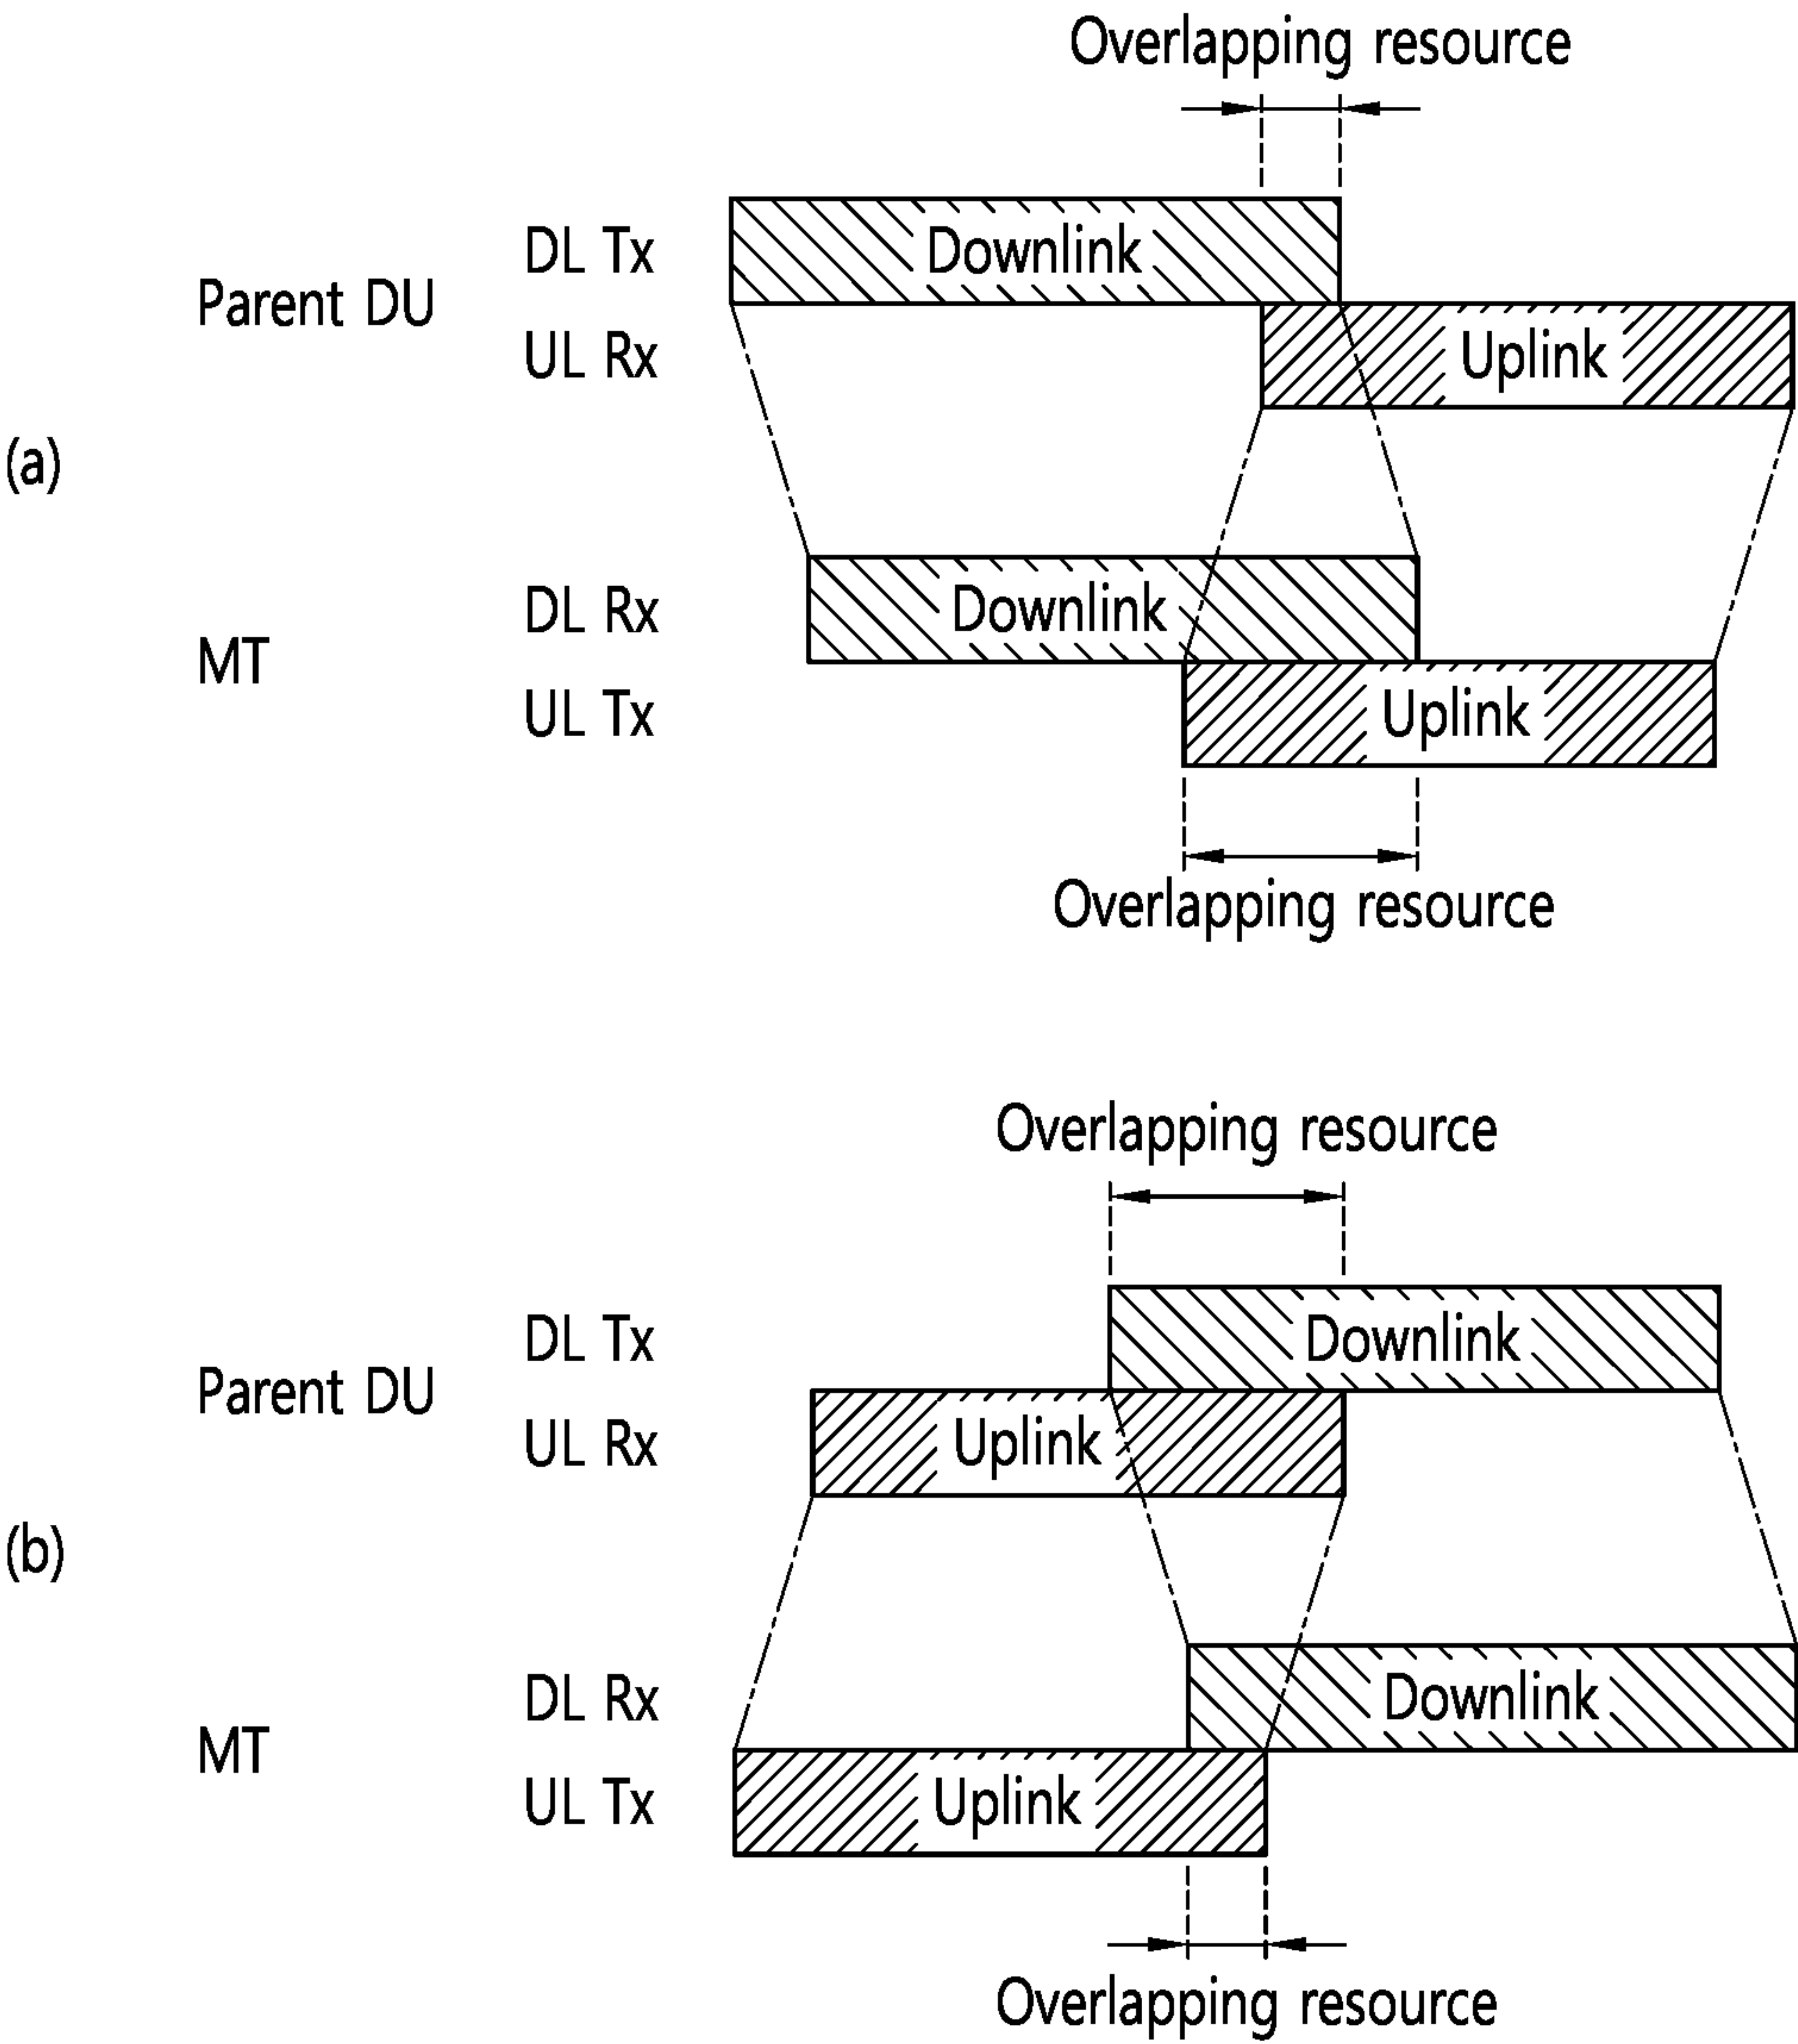 Overlapping resource
DL Tx
Downlink
Parent DU
UL Rx
Uplink
(a)
DL Rx
Downlink
MT
UL Tx
Uplink
Overlapping resource
Overlapping resource
DL Tx
Downlink
Parent DU
UL Rx
Uplink
(b)
DL Rx
Downlink
MT
UL Tx
Uplink
Overlapping resource